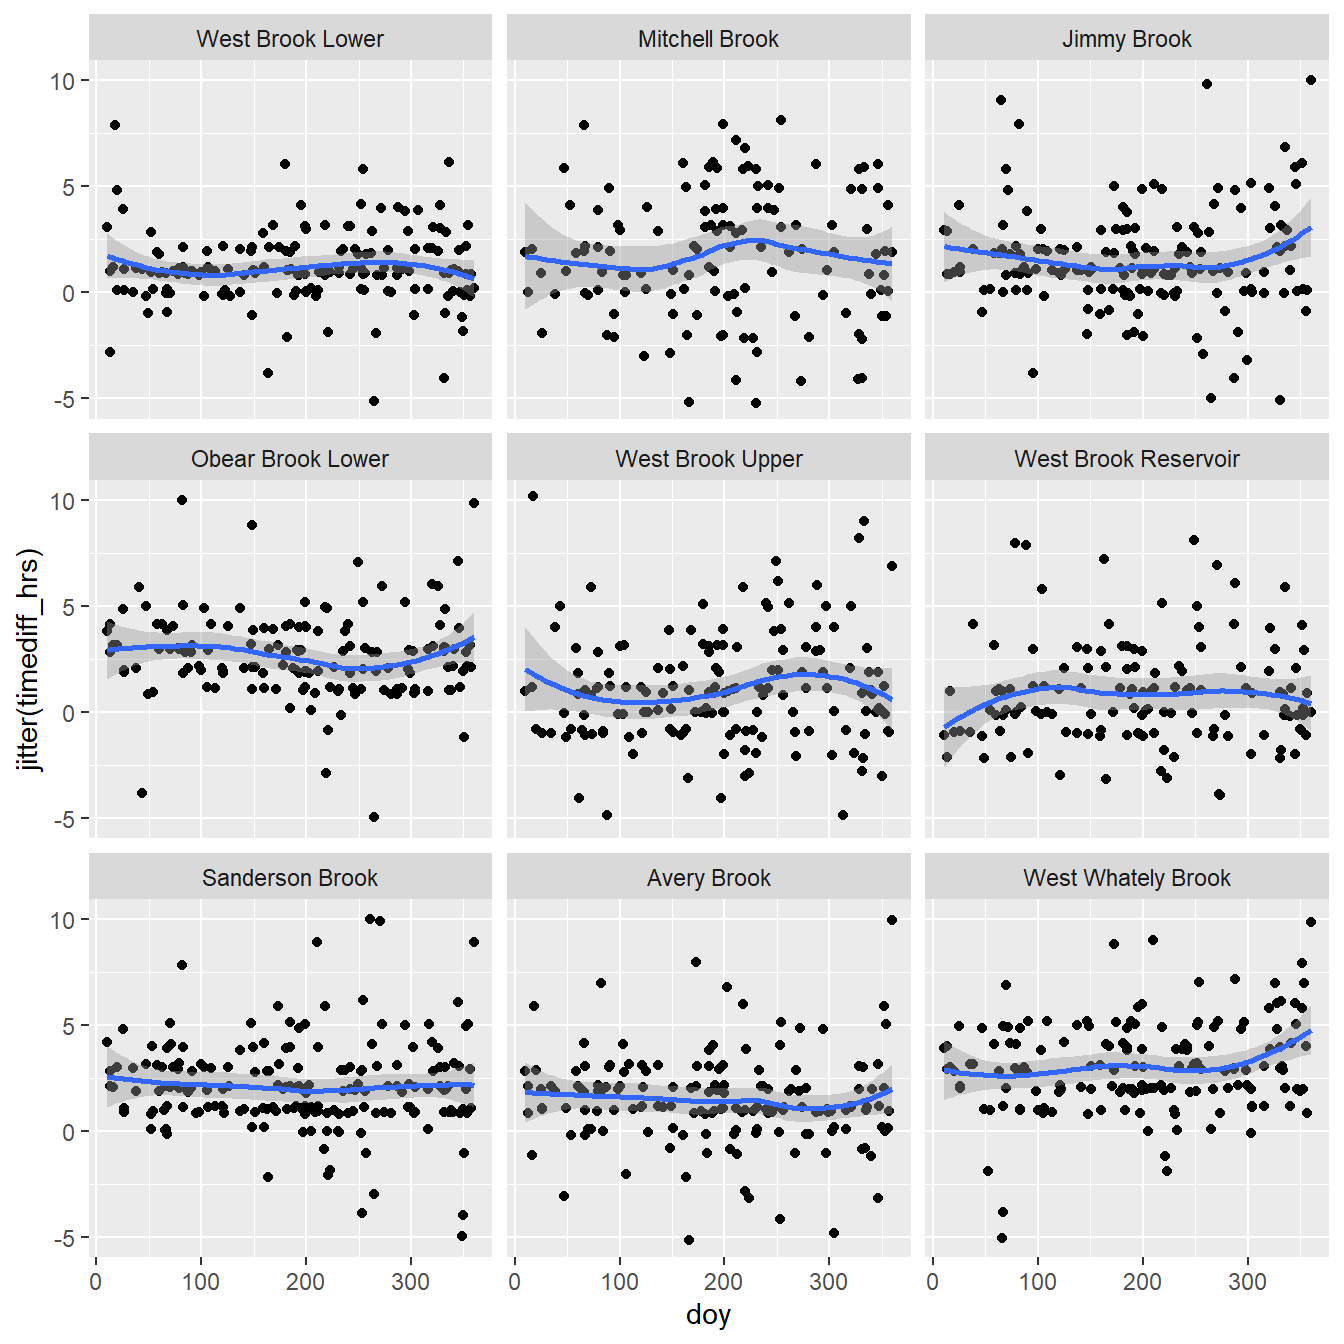 West Brook Lower
Mitchell Brook
Jimmy Brook
10
5
0
-5
Obear Brook Lower
West Brook Upper
West Brook Reservoir
10
5
0
-5
jitter(timediff_hrs)
Sanderson Brook
Avery Brook
West Whately Brook
10
5
0
-5
0 100 200 300 0 100 200 300 0 100 200 300
doy